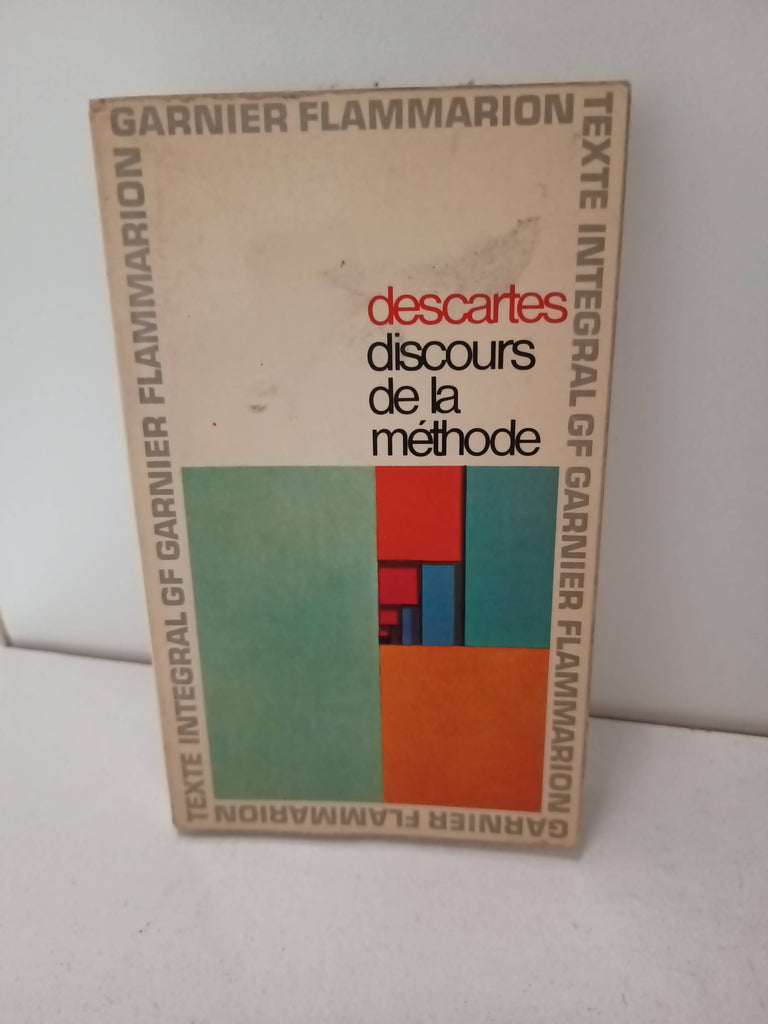 GARNIER FLAMMARION
TEXTE INTEGRAL GF GARNIER FLAMMARION
GARNIER FLAMMARION
TEXTE INTEGRAL GF GARNIER FLAMMARION
descartes
discours
de la
méthode